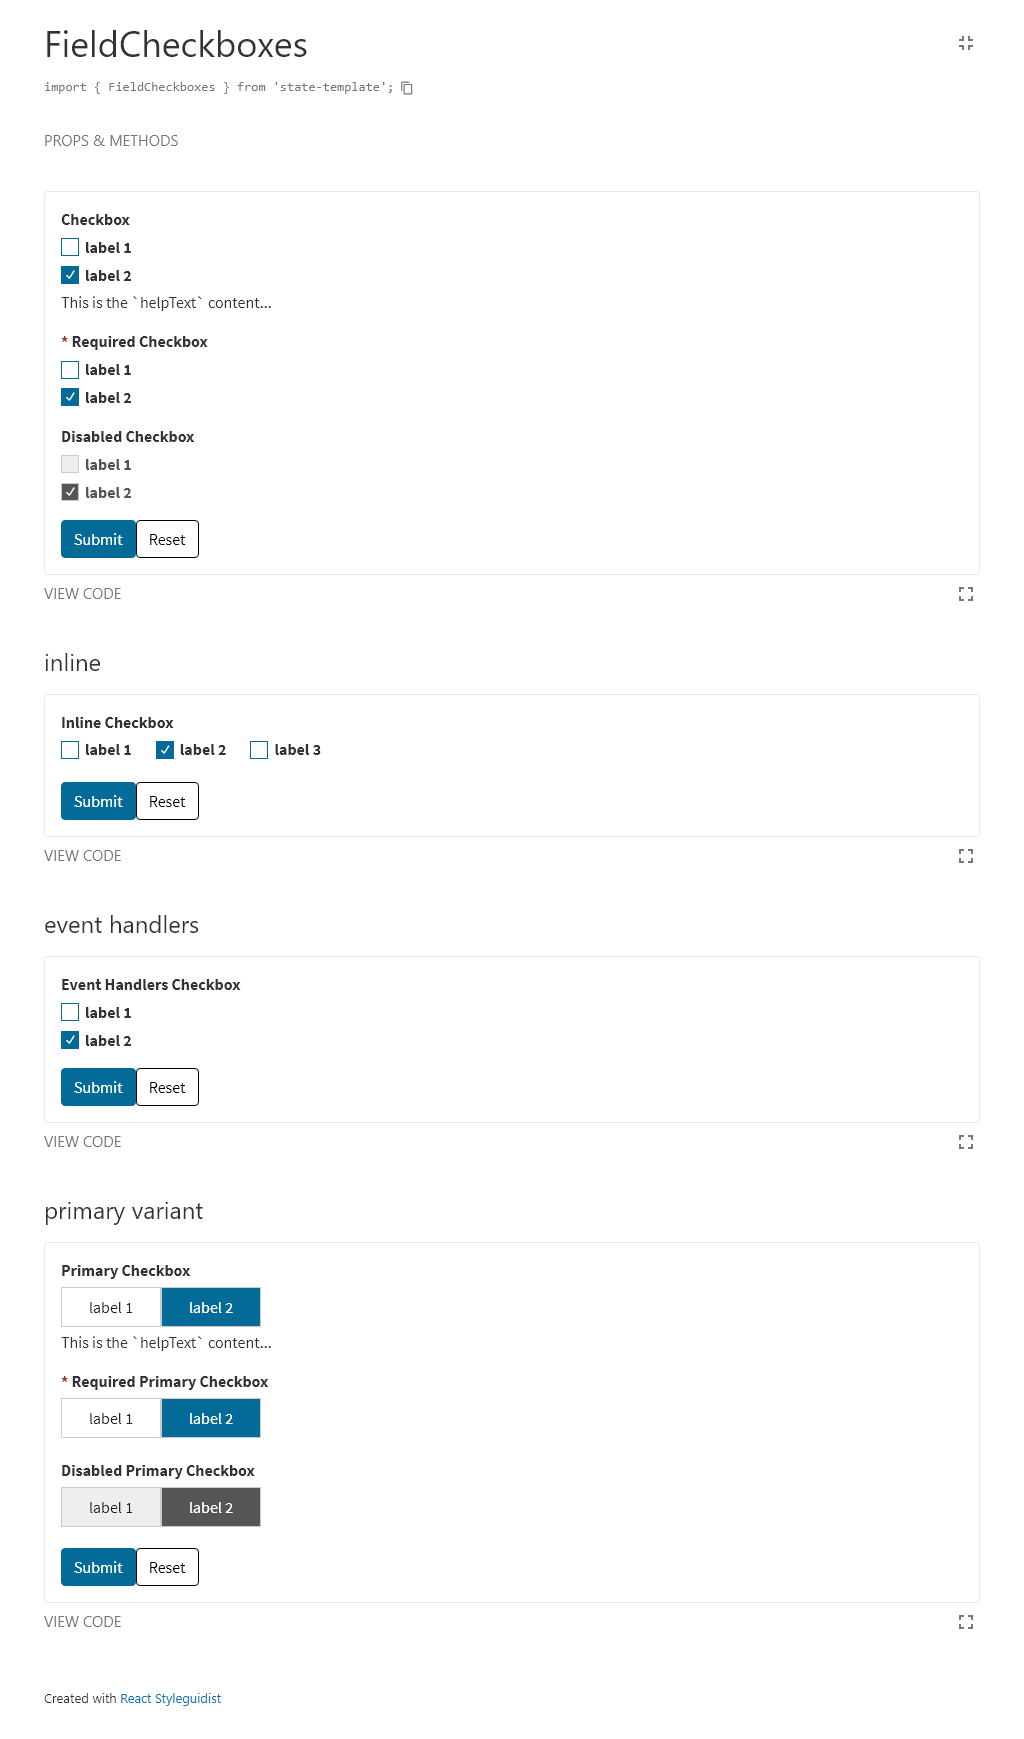 FieldCheckboxes
import { FieldCheckboxes } from 'state-template';
PROPS & METHODS
Checkbox
label 1
label 2
This is the `helpText` content...
* Required Checkbox
label 1
label 2
Disabled Checkbox
label 1
label 2
Submit Reset
VIEW CODE
inline
Inline Checkbox
label 1 label 2 label 3
Submit Reset
VIEW CODE
event handlers
Event Handlers Checkbox
label 1
label 2
Submit Reset
VIEW CODE
primary variant
Primary Checkbox
label 1 label 2
This is the `helpText` content...
* Required Primary Checkbox
label 1 label 2
Disabled Primary Checkbox
label 1 label 2
Submit Reset
VIEW CODE
Created with React Styleguidist